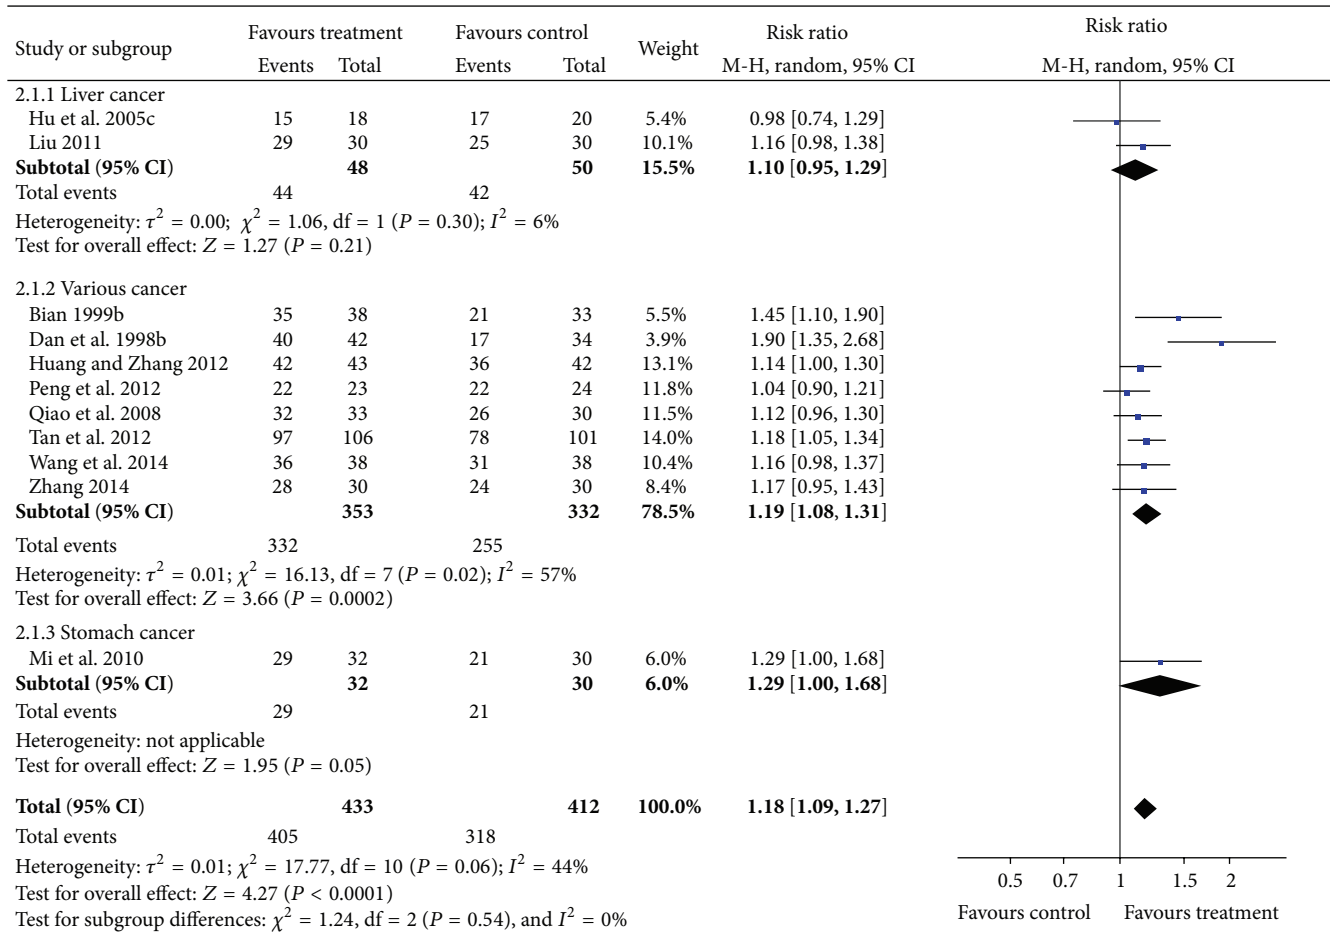 Study or subgroup Favours treatment Favours control Weight Risk ratio Risk ratio
Events Total Events Total M-H, random, 95% CI M-H, random, 95% CI
2.1.1 Liver cancer
Hu et al. 2005c 15 18 17 20 5.4% 0.98 [0.74, 1.29]
Liu 2011 29 30 25 30 10.1% 1.16 [0.98, 1.38]
Subtotal (95% CI) 48 50 15.5% 1.10 [0.95, 1.29]
Total events 44 42
Heterogeneity: τ² = 0.00; χ² = 1.06, df = 1 (P = 0.30); I² = 6%
Test for overall effect: Z = 1.27 (P = 0.21)
2.1.2 Various cancer
Bian 1999b 35 38 21 33 5.5% 1.45 [1.10, 1.90]
Dan et al. 1998b 40 42 17 34 3.9% 1.90 [1.35, 2.68]
Huang and Zhang 2012 42 43 36 42 13.1% 1.14 [1.00, 1.30]
Peng et al. 2012 22 23 22 24 11.8% 1.04 [0.90, 1.21]
Qiao et al. 2008 32 33 26 30 11.5% 1.12 [0.96, 1.30]
Tan et al. 2012 97 106 78 101 14.0% 1.18 [1.05, 1.34]
Wang et al. 2014 36 38 31 38 10.4% 1.16 [0.98, 1.37]
Zhang 2014 28 30 24 30 8.4% 1.17 [0.95, 1.43]
Subtotal (95% CI) 353 332 78.5% 1.19 [1.08, 1.31]
Total events 332 255
Heterogeneity: τ² = 0.01; χ² = 16.13, df = 7 (P = 0.02); I² = 57%
Test for overall effect: Z = 3.66 (P = 0.0002)
2.1.3 Stomach cancer
Mi et al. 2010 29 32 21 30 6.0% 1.29 [1.00, 1.68]
Subtotal (95% CI) 32 30 6.0% 1.29 [1.00, 1.68]
Total events 29 21
Heterogeneity: not applicable
Test for overall effect: Z = 1.95 (P = 0.05)
Total (95% CI) 433 412 100.0% 1.18 [1.09, 1.27]
Total events 405 318
Heterogeneity: τ² = 0.01; χ² = 17.77, df = 10 (P = 0.06); I² = 44%
Test for overall effect: Z = 4.27 (P < 0.0001)
Test for subgroup differences: χ² = 1.24, df = 2 (P = 0.54), and I² = 0%
0.5 0.7 1 1.5 2
Favours control Favours treatment